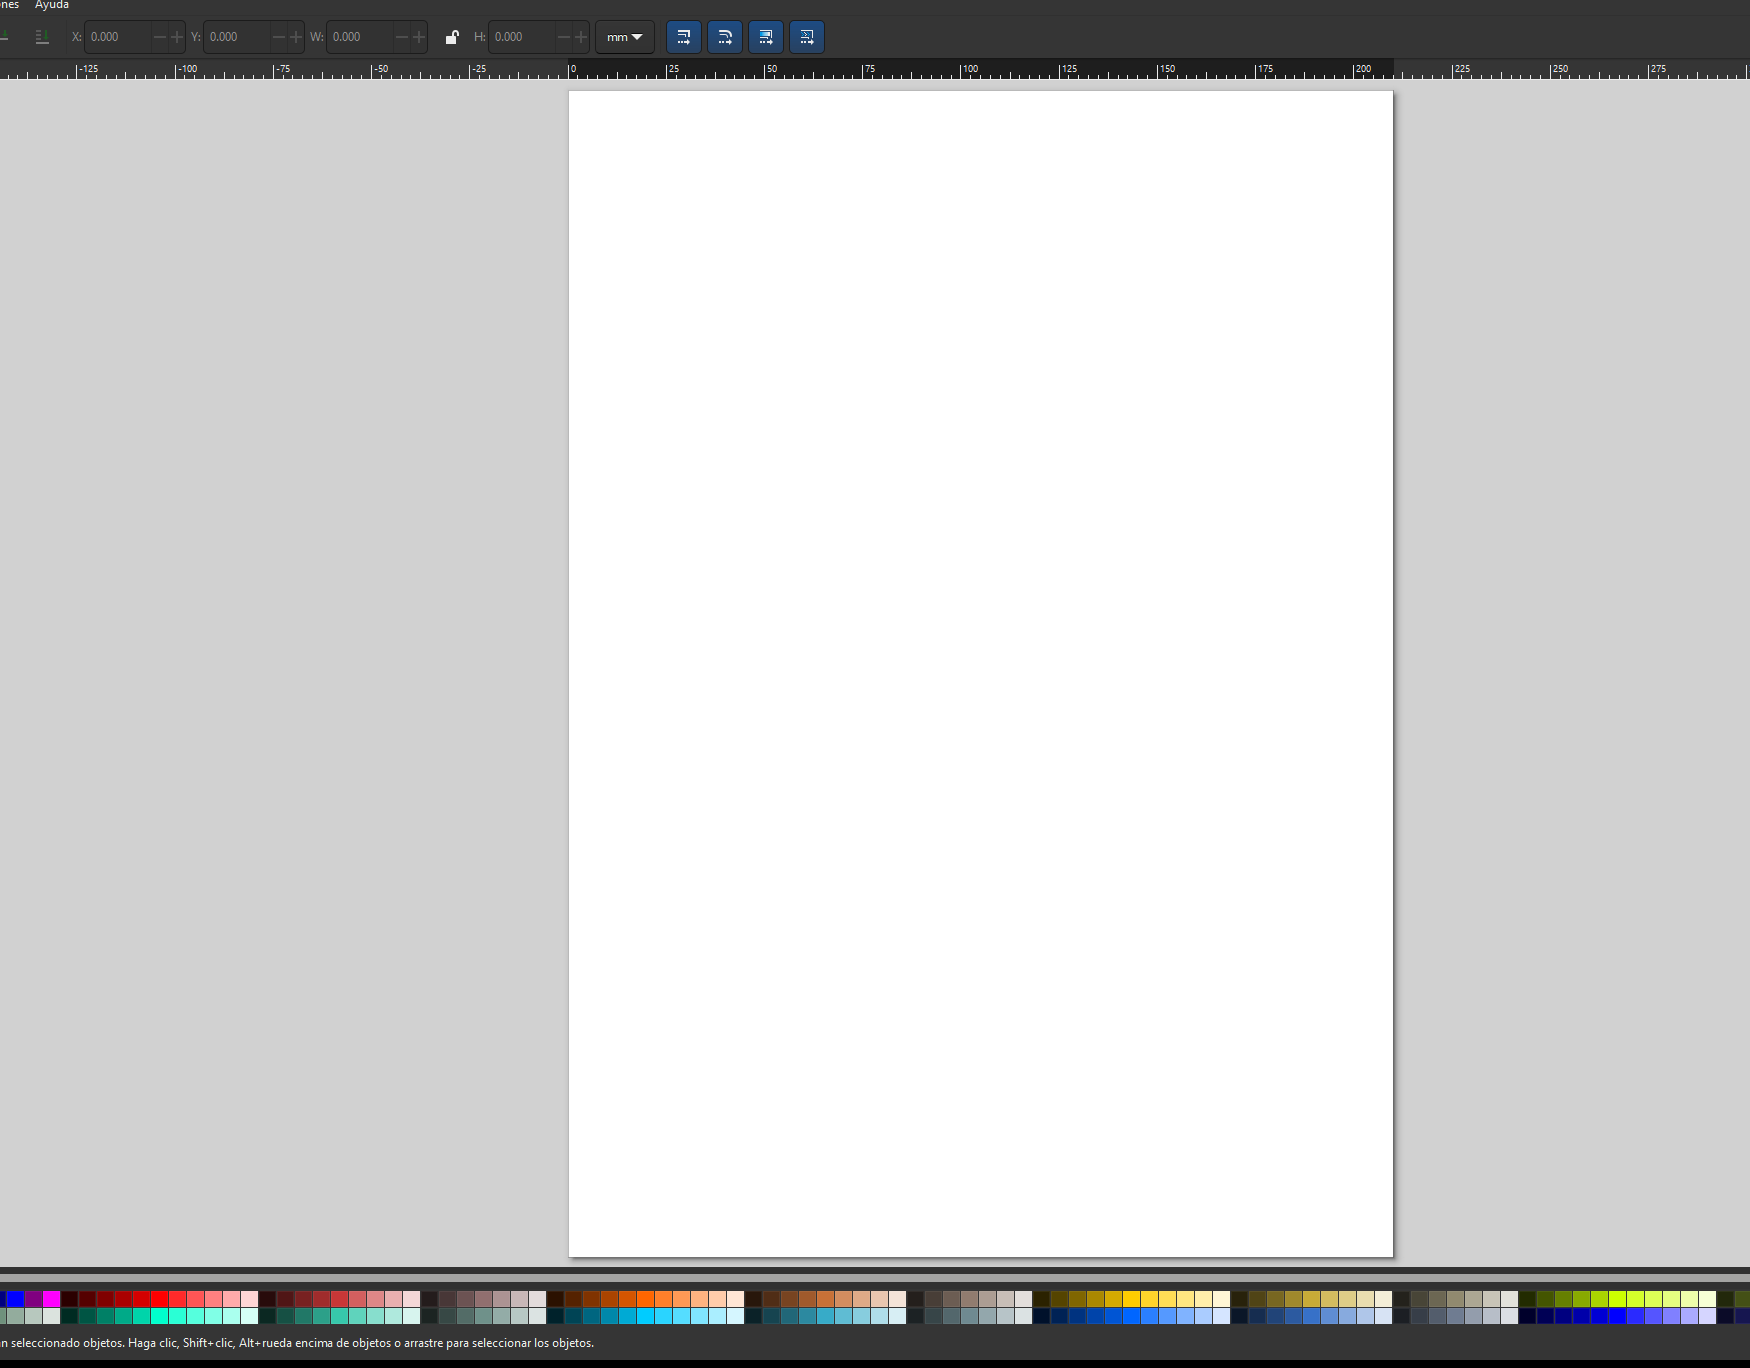 nes Ayuda
X: 0.000 Y: 0.000 W: 0.000 H: 0.000 mm
-125 -100 -75 -50 -25 0 25 50 75 100 125 150 175 200 225 250 275
n seleccionado objetos. Haga clic, Shift+clic, Alt+rueda encima de objetos o arrastre para seleccionar los objetos.